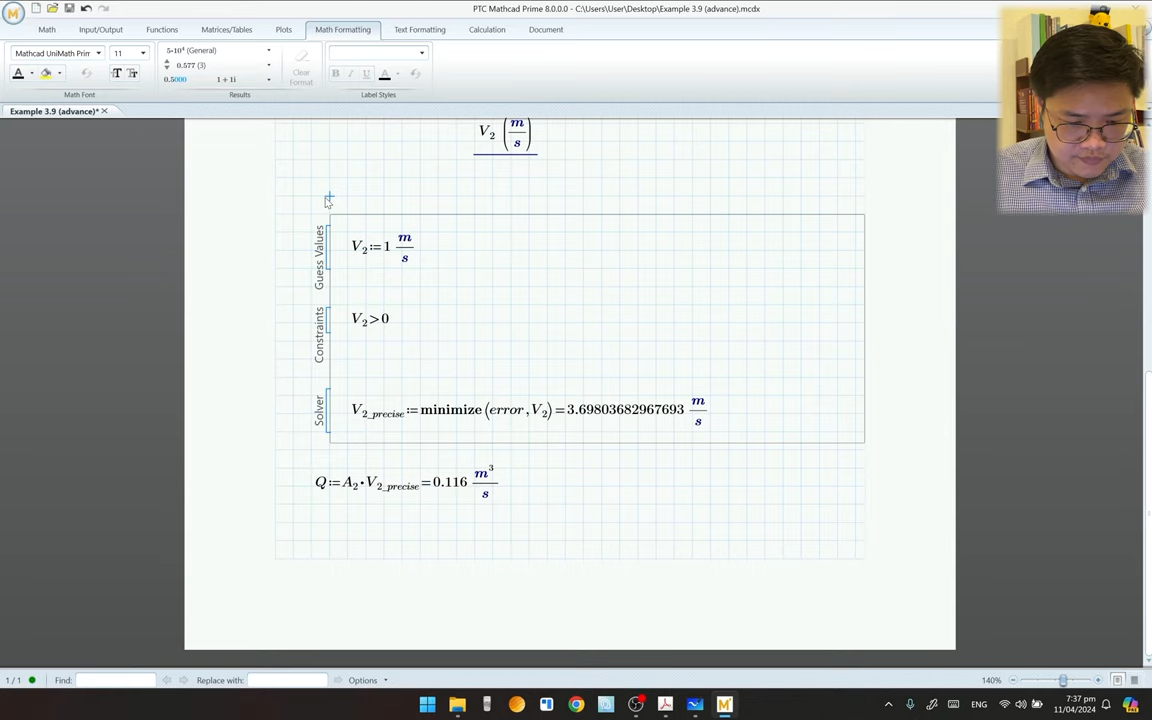 PTC Mathcad Prime 8.0.0.0 - C:\Users\User\Desktop\Example 3.9 (advance).mcdx
Math Input/Output Functions Matrices/Tables Plots Math Formatting Text Formatting Calculation Document
Mathcad UniMath Prim 11
5•10⁴ (General)
0.577 (3)
0.5000 1 + 1i
Clear
Format
B I U A
Math Font Results Label Styles
Example 3.9 (advance)* ×
V₂ (m/s)
Guess Values
V₂:=1 m/s
Constraints
V₂>0
Solver
V₂_precise:=minimize (error, V₂)=3.69803682967693 m/s
Q:=A₂•V₂_precise=0.116 m³/s
1 / 1 Find: Replace with: Options 140%
ENG 7:37 pm
11/04/2024